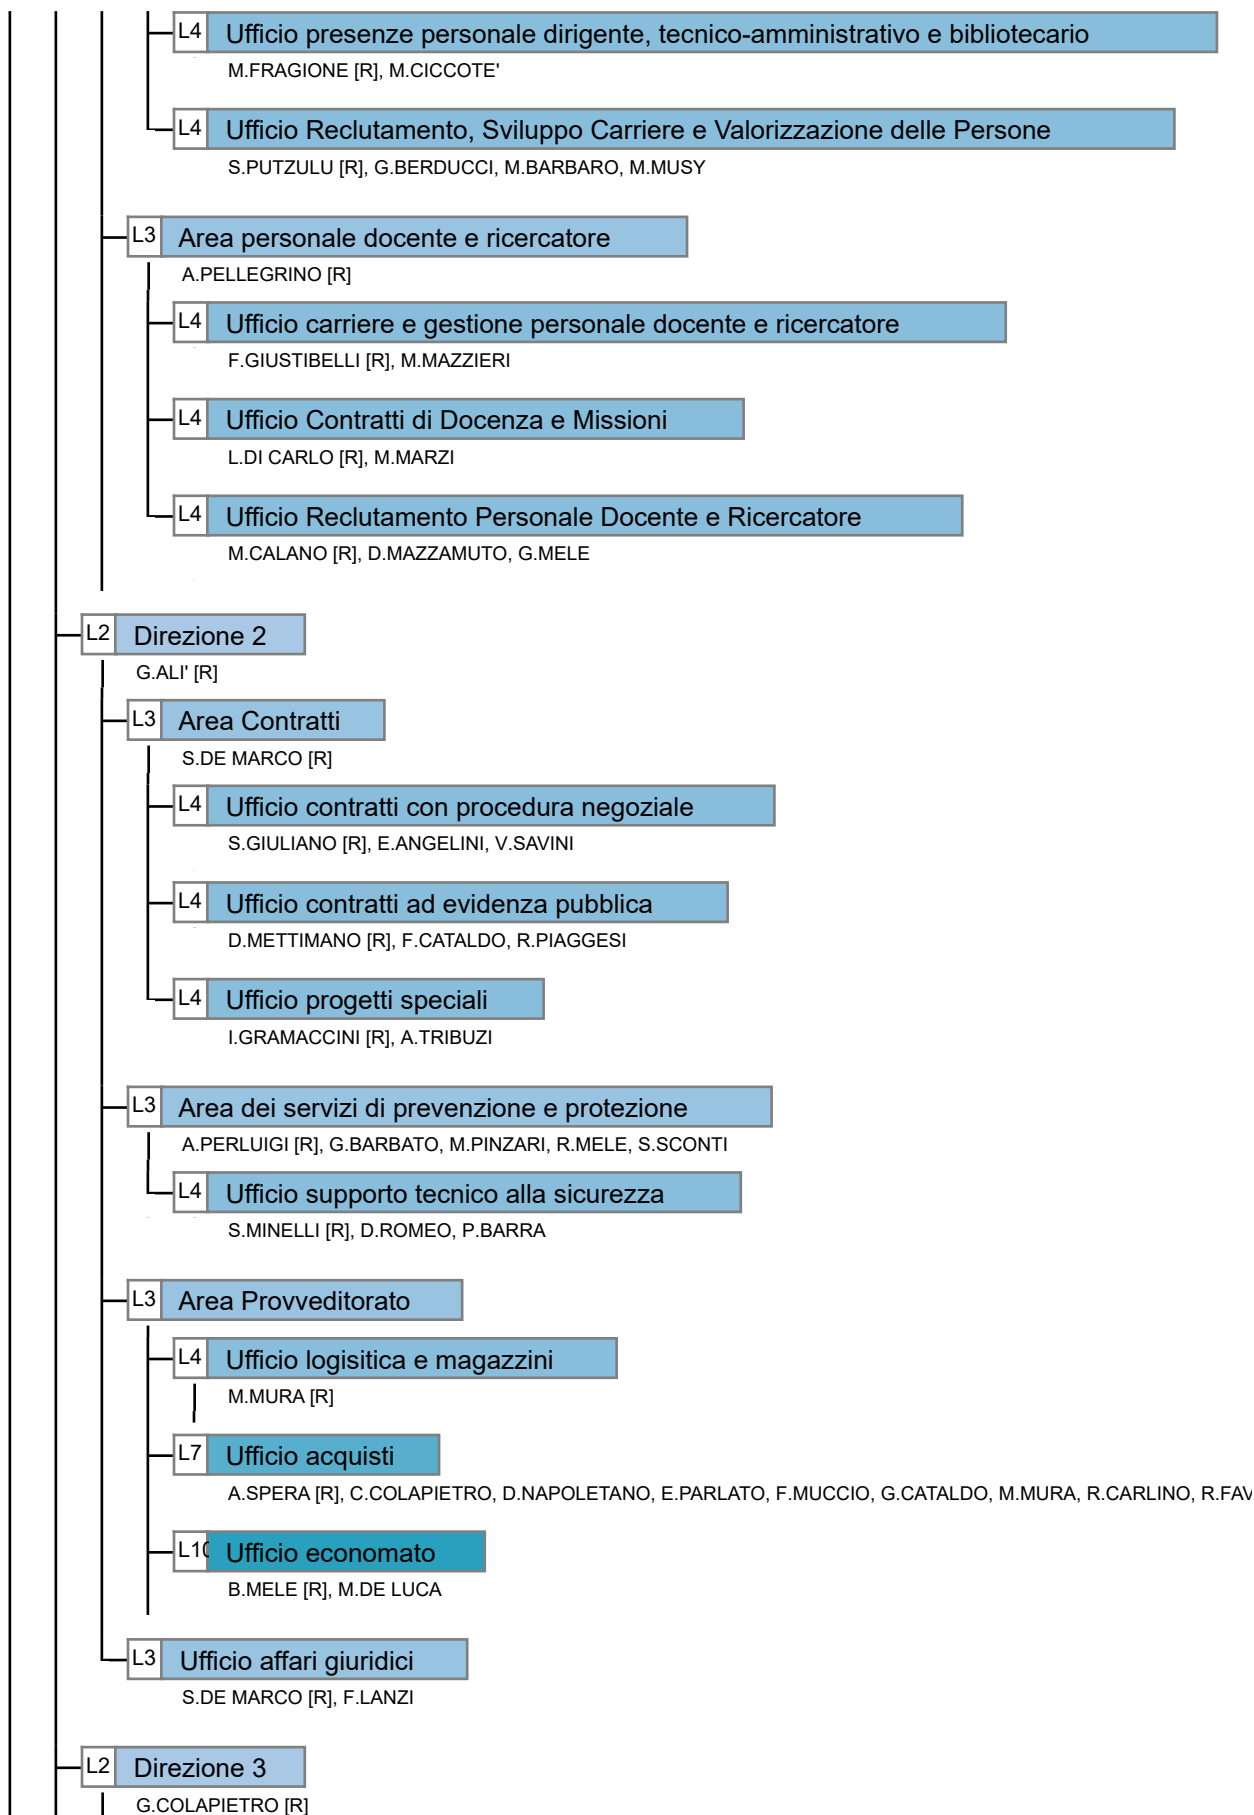 L4 Ufficio presenze personale dirigente, tecnico-amministrativo e bibliotecario
M.FRAGIONE [R], M.CICCOTE'
L4 Ufficio Reclutamento, Sviluppo Carriere e Valorizzazione delle Persone
S.PUTZULU [R], G.BERDUCCI, M.BARBARO, M.MUSY
L3 Area personale docente e ricercatore
A.PELLEGRINO [R]
L4 Ufficio carriere e gestione personale docente e ricercatore
F.GIUSTIBELLI [R], M.MAZZIERI
L4 Ufficio Contratti di Docenza e Missioni
L.DI CARLO [R], M.MARZI
L4 Ufficio Reclutamento Personale Docente e Ricercatore
M.CALANO [R], D.MAZZAMUTO, G.MELE
L2 Direzione 2
G.ALI' [R]
L3 Area Contratti
S.DE MARCO [R]
L4 Ufficio contratti con procedura negoziale
S.GIULIANO [R], E.ANGELINI, V.SAVINI
L4 Ufficio contratti ad evidenza pubblica
D.METTIMANO [R], F.CATALDO, R.PIAGGESI
L4 Ufficio progetti speciali
I.GRAMACCINI [R], A.TRIBUZI
L3 Area dei servizi di prevenzione e protezione
A.PERLUIGI [R], G.BARBATO, M.PINZARI, R.MELE, S.SCONTI
L4 Ufficio supporto tecnico alla sicurezza
S.MINELLI [R], D.ROMEO, P.BARRA
L3 Area Provveditorato
L4 Ufficio logisitica e magazzini
M.MURA [R]
L7 Ufficio acquisti
A.SPERA [R], C.COLAPIETRO, D.NAPOLETANO, E.PARLATO, F.MUCCIO, G.CATALDO, M.MURA, R.CARLINO, R.FAV
L10 Ufficio economato
B.MELE [R], M.DE LUCA
L3 Ufficio affari giuridici
S.DE MARCO [R], F.LANZI
L2 Direzione 3
G.COLAPIETRO [R]